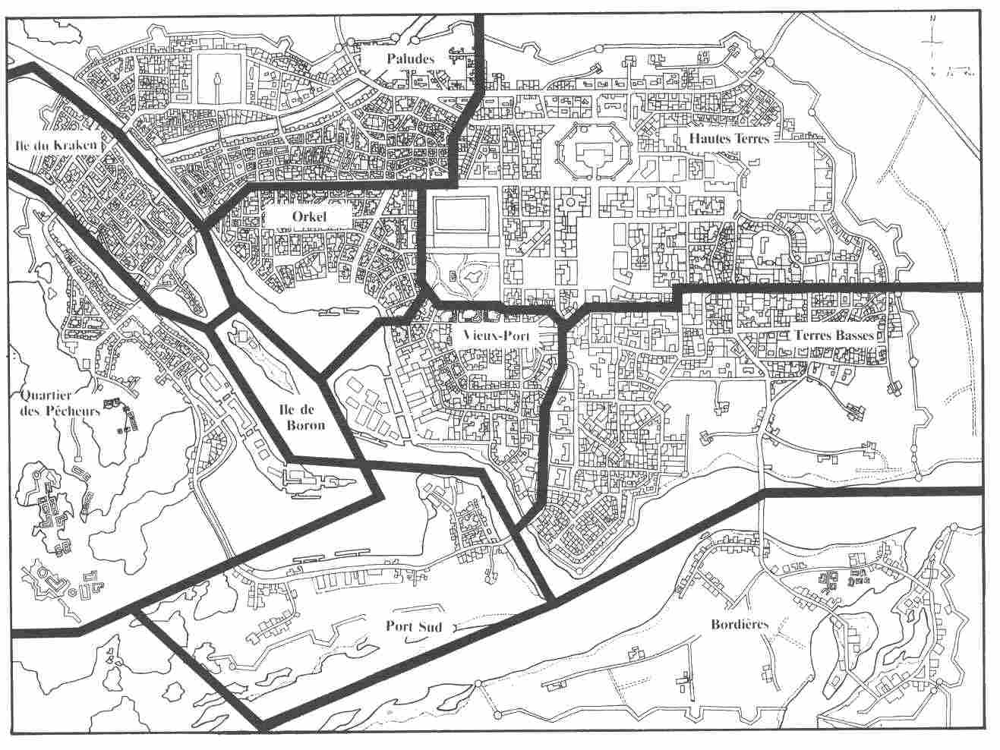 Paludes
N
Ile du Kraken
Hautes Terres
Orkel
Vieux-Port
Terres Basses
Quartier
des Pêcheurs
Ile de
Boron
Port Sud
Bordières